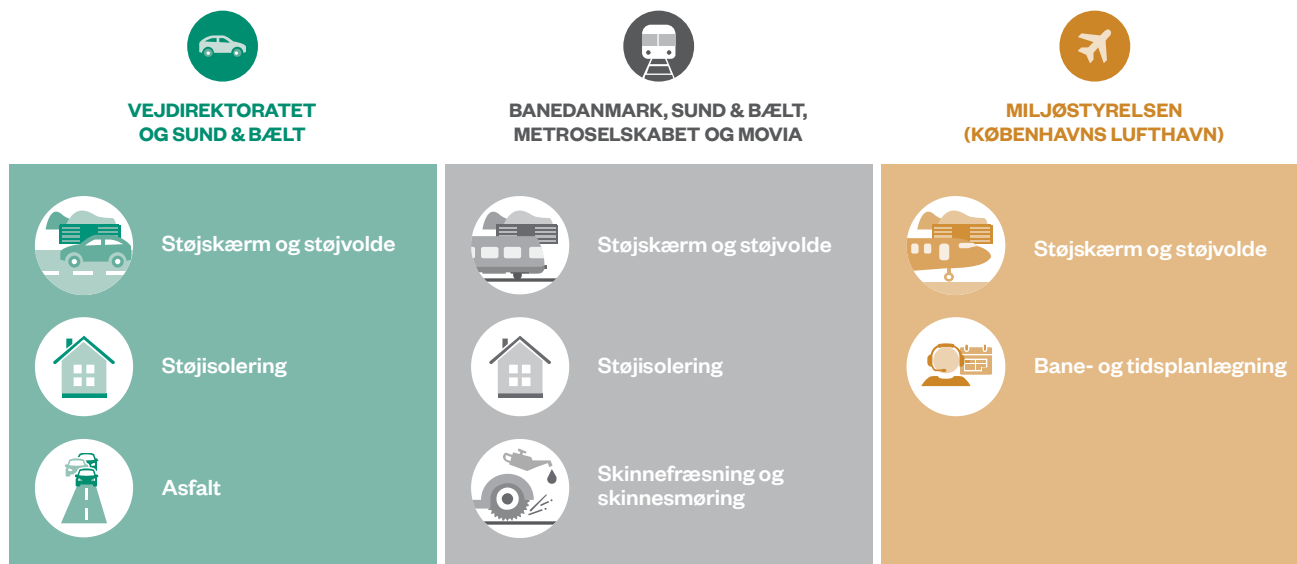 VEJDIREKTORATET
OG SUND & BÆLT
Støjskærm og støjvolde
Støjisolering
Asfalt
BANEDANMARK, SUND & BÆLT,
METROSELSKABET OG MOVIA
Støjskærm og støjvolde
Støjisolering
Skinnefræsning og
skinnesmøring
MILJØSTYRELSEN
(KØBENHAVNS LUFTHAVN)
Støjskærm og støjvolde
Bane- og tidsplanlægning